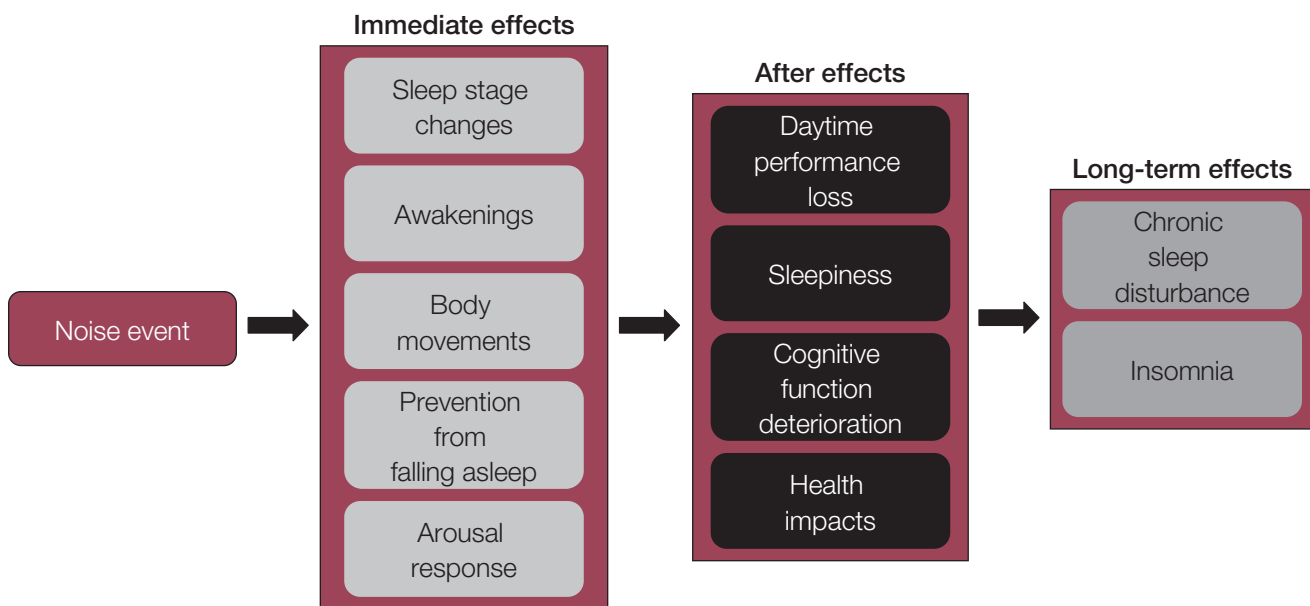 Noise event
Immediate effects
Sleep stage
changes
Awakenings
Body
movements
Prevention
from
falling asleep
Arousal
response
After effects
Daytime
performance
loss
Sleepiness
Cognitive
function
deterioration
Health
impacts
Long-term effects
Chronic
sleep
disturbance
Insomnia